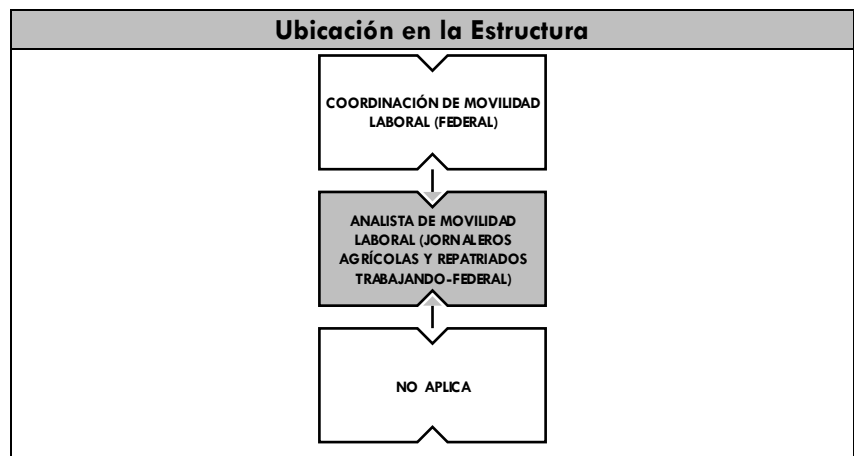 Ubicación en la Estructura
COORDINACIÓN DE MOVILIDAD
LABORAL (FEDERAL)
ANALISTA DE MOVILIDAD
LABORAL (JORNALEROS
AGRÍCOLAS Y REPATRIADOS
TRABAJANDO-FEDERAL)
NO APLICA